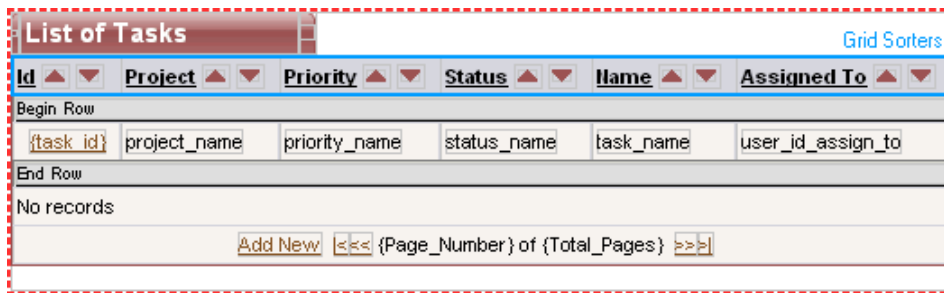 List of Tasks
Grid Sorters
Id Project Priority Status Name Assigned To
Begin Row
{task_id} project_name priority_name status_name task_name user_id_assign_to
End Row
No records
Add New |< << {Page_Number} of {Total_Pages} >> >|